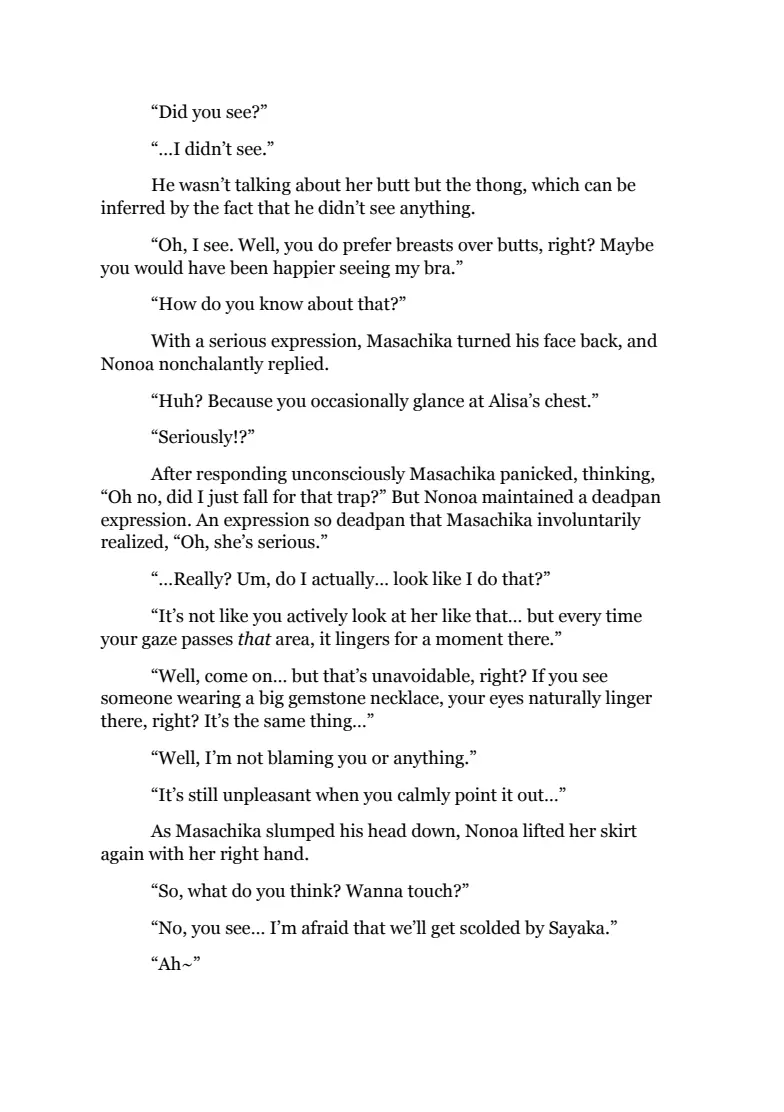 “Did you see?”
“…I didn’t see.”
He wasn’t talking about her butt but the thong, which can be
inferred by the fact that he didn’t see anything.
“Oh, I see. Well, you do prefer breasts over butts, right? Maybe
you would have been happier seeing my bra.”
“How do you know about that?”
With a serious expression, Masachika turned his face back, and
Nonoa nonchalantly replied.
“Huh? Because you occasionally glance at Alisa’s chest.”
“Seriously!?”
After responding unconsciously Masachika panicked, thinking,
“Oh no, did I just fall for that trap?” But Nonoa maintained a deadpan
expression. An expression so deadpan that Masachika involuntarily
realized, “Oh, she’s serious.”
“…Really? Um, do I actually… look like I do that?”
“It’s not like you actively look at her like that… but every time
your gaze passes that area, it lingers for a moment there.”
“Well, come on… but that’s unavoidable, right? If you see
someone wearing a big gemstone necklace, your eyes naturally linger
there, right? It’s the same thing…”
“Well, I’m not blaming you or anything.”
“It’s still unpleasant when you calmly point it out…”
As Masachika slumped his head down, Nonoa lifted her skirt
again with her right hand.
“So, what do you think? Wanna touch?”
“No, you see… I’m afraid that we’ll get scolded by Sayaka.”
“Ah~”